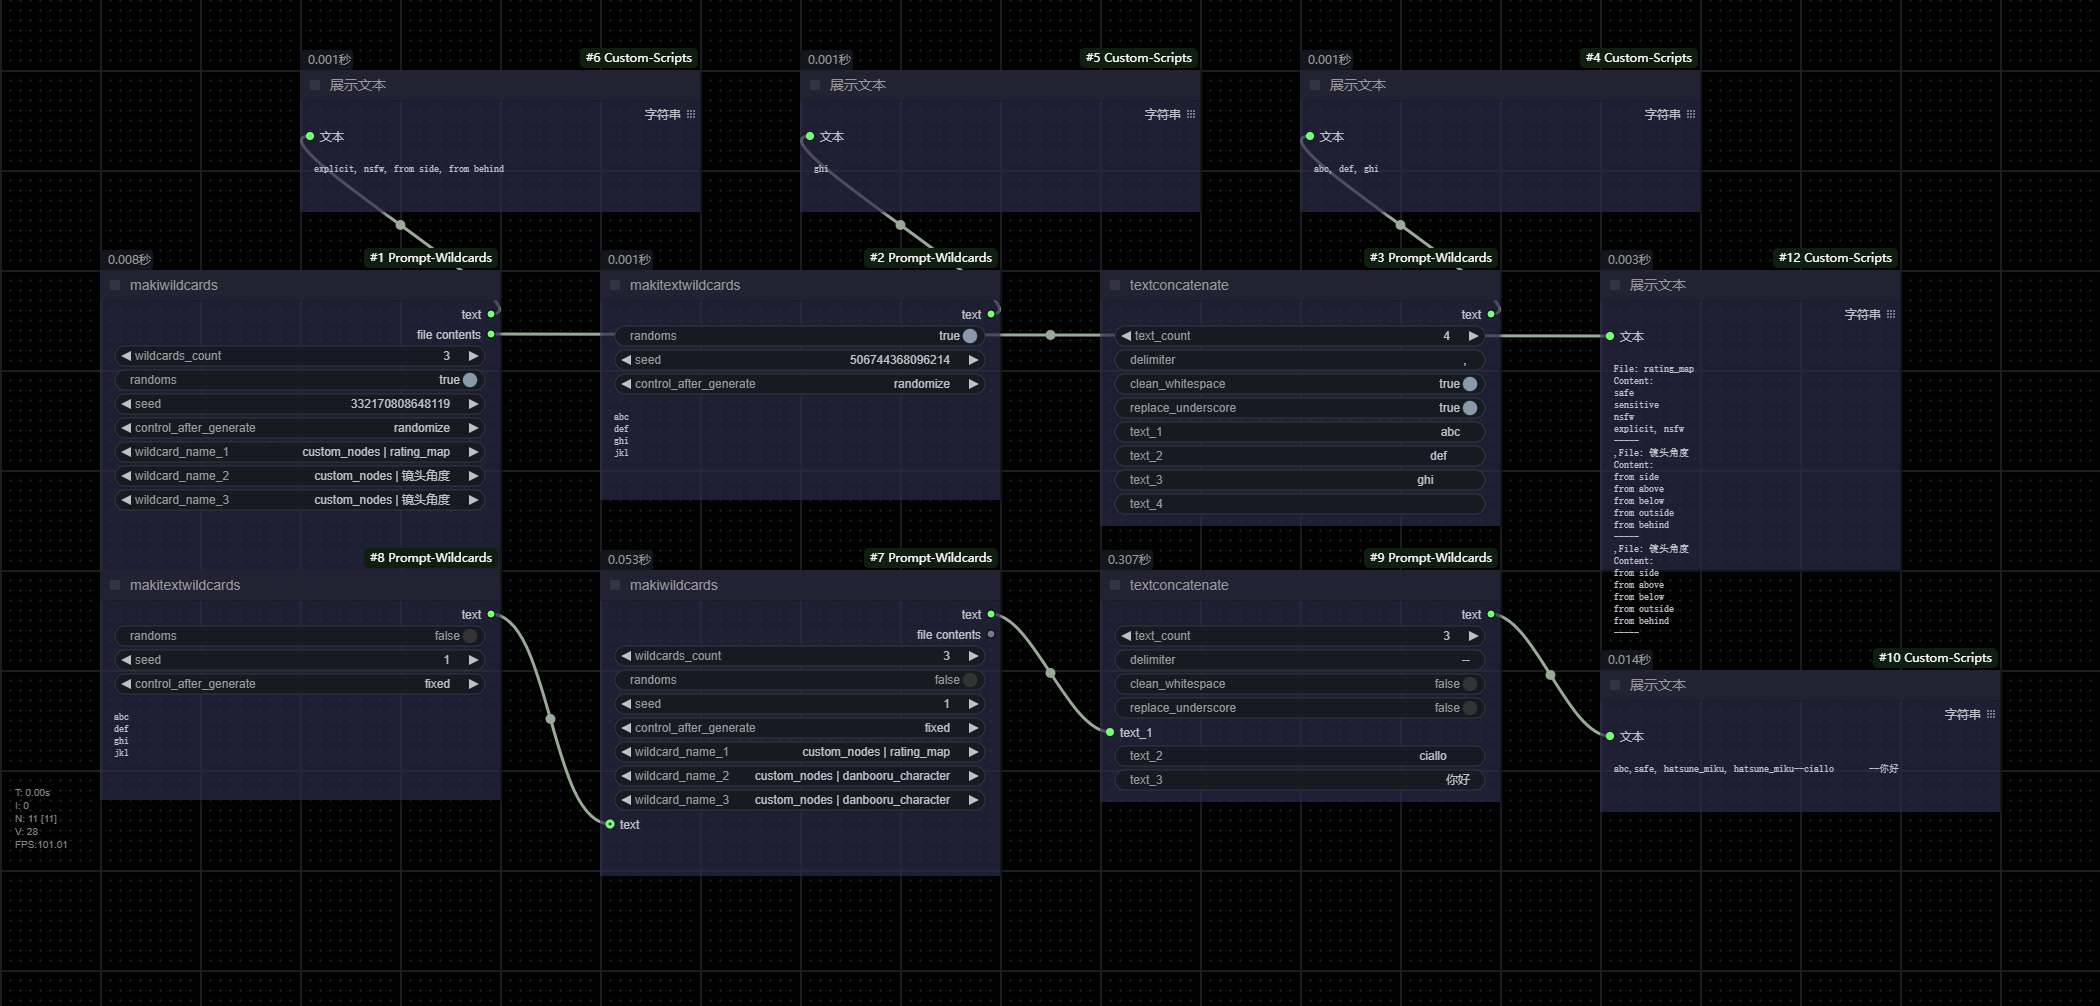 0.001秒
#6 Custom-Scripts
展示文本
字符串
文本
explicit, nsfw, from side, from behind
0.001秒
#5 Custom-Scripts
展示文本
字符串
文本
ghi
0.001秒
#4 Custom-Scripts
展示文本
字符串
文本
abc, def, ghi
0.008秒
#1 Prompt-Wildcards
makiwildcards
text
file contents
wildcards_count 3
randoms true
seed 332170808648119
control_after_generate randomize
wildcard_name_1 custom_nodes | rating_map
wildcard_name_2 custom_nodes | 镜头角度
wildcard_name_3 custom_nodes | 镜头角度
0.001秒
#2 Prompt-Wildcards
makitextwildcards
text
randoms true
seed 506744368096214
control_after_generate randomize
abc
def
ghi
jkl
#3 Prompt-Wildcards
textconcatenate
text
text_count 4
delimiter ,
clean_whitespace true
replace_underscore true
text_1 abc
text_2 def
text_3 ghi
text_4
0.003秒
#12 Custom-Scripts
展示文本
字符串
文本
File: rating_map
Content:
safe
sensitive
nsfw
explicit, nsfw
-----
,File: 镜头角度
Content:
from side
from above
from below
from outside
from behind
-----
,File: 镜头角度
Content:
from side
from above
from below
from outside
from behind
-----
#8 Prompt-Wildcards
makitextwildcards
text
randoms false
seed 1
control_after_generate fixed
abc
def
ghi
jkl
0.053秒
#7 Prompt-Wildcards
makiwildcards
text
file contents
wildcards_count 3
randoms false
seed 1
control_after_generate fixed
wildcard_name_1 custom_nodes | rating_map
wildcard_name_2 custom_nodes | danbooru_character
wildcard_name_3 custom_nodes | danbooru_character
text
0.307秒
#9 Prompt-Wildcards
textconcatenate
text
text_count 3
delimiter --
clean_whitespace false
replace_underscore false
text_1
text_2 ciallo
text_3 你好
0.014秒
#10 Custom-Scripts
展示文本
字符串
文本
abc,safe, hatsune_miku, hatsune_miku--ciallo --你好
T: 0.00s
I: 0
N: 11 [11]
V: 28
FPS:101.01